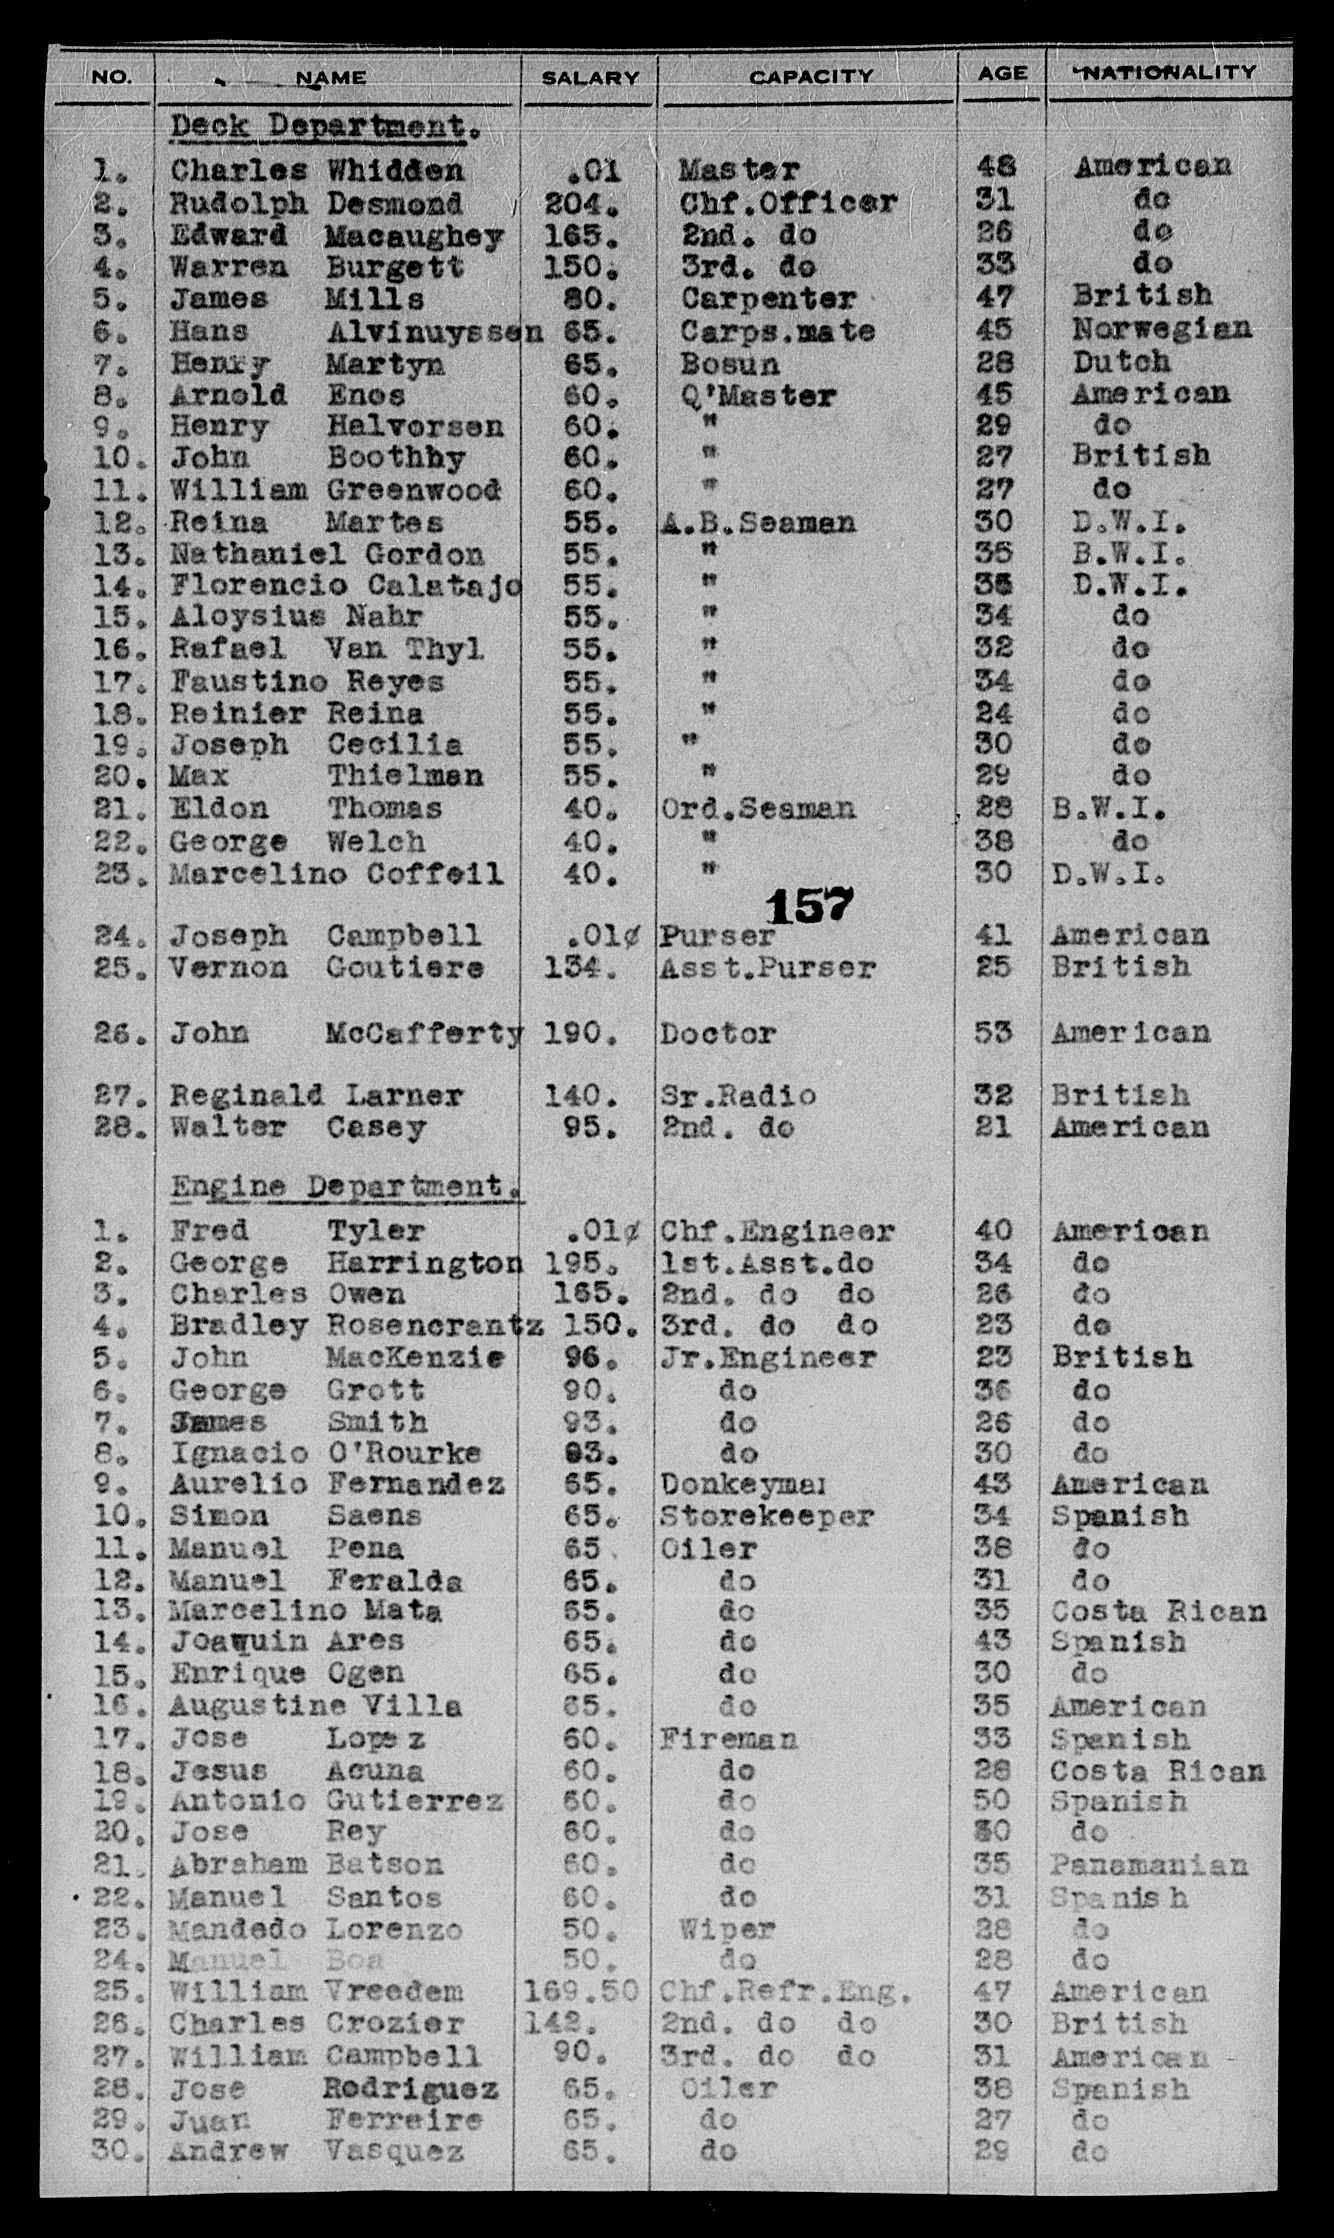 NO. NAME SALARY CAPACITY AGE NATIONALITY
Deck Department.
1. Charles Whidden .01 Master 48 American
2. Rudolph Desmond 204. Chf.Officer 31 do
3. Edward Macaughey 165. 2nd. do 26 do
4. Warren Burgett 150. 3rd. do 33 do
5. James Mills 80. Carpenter 47 British
6. Hans Alvinuyssen 65. Carps.mate 45 Norwegian
7. Henry Martyn 65. Bosun 28 Dutch
8. Arnold Enos 60. Q'Master 45 American
9. Henry Halvorsen 60. " 29 do
10. John Boothby 60. " 27 British
11. William Greenwood 60. " 27 do
12. Reina Martes 55. A.B.Seaman 30 D.W.I.
13. Nathaniel Gordon 55. " 36 B.W.I.
14. Florencio Calatajo 55. " D.W.I.
15. Aloysius Nahr 55. " 34 do
16. Rafael Van Thyl 55. " 32 do
17. Faustino Reyes 55. " 34 do
18. Reinier Reina 55. " 24 do
19. Joseph Cecilia 55. " 30 do
20. Max Thielman 55. " 29 do
21. Eldon Thomas 40. Ord.Seaman 28 B.W.I.
22. George Welch 40. " 38 do
23. Marcelino Coffeil 40. " 30 D.W.I.
157
24. Joseph Campbell .01¢ Purser 41 American
25. Vernon Goutiere 134. Asst.Purser 25 British
26. John McCafferty 190. Doctor 53 American
27. Reginald Larner 140. Sr.Radio 32 British
28. Walter Casey 95. 2nd. do 21 American
Engine Department.
1. Fred Tyler .01¢ Chf.Engineer 40 American
2. George Harrington 195. 1st.Asst.do 34 do
3. Charles Owen 165. 2nd. do do 26 do
4. Bradley Rosencrantz 150. 3rd. do do 23 do
5. John MacKenzie 96. Jr.Engineer 23 British
6. George Grott 90. do 36 do
7. James Smith 93. do 26 do
8. Ignacio O'Rourke 93. do 30 do
9. Aurelio Fernandez 65. Donkeyman 43 American
10. Simon Saens 65. Storekeeper 34 Spanish
11. Manuel Pena 65. Oiler 38 do
12. Manuel Feralda 65. do 31 do
13. Marcelino Mata 65. do 35 Costa Rican
14. Joaquin Ares 65. do 43 Spanish
15. Enrique Ogen 65. do 30 do
16. Augustine Villa 65. do 35 American
17. Jose Lopez 60. Fireman 33 Spanish
18. Jesus Acuna 60. do 28 Costa Rican
19. Antonio Gutierrez 60. do 50 Spanish
20. Jose Rey 60. do do
21. Abraham Batson 60. do 35 Panamanian
22. Manuel Santos 60. do 31 Spanish
23. Mandedo Lorenzo 50. Wiper 28 do
24. Manuel Boa 50. do 28 do
25. William Vreedem 169.50 Chf.Refr.Eng. 47 American
26. Charles Crozier 142. 2nd. do do 30 British
27. William Campbell 90. 3rd. do do 31 American
28. Jose Rodriguez 65. Oiler 38 Spanish
29. Juan Ferreire 65. do 27 do
30. Andrew Vasquez 65. do 29 do